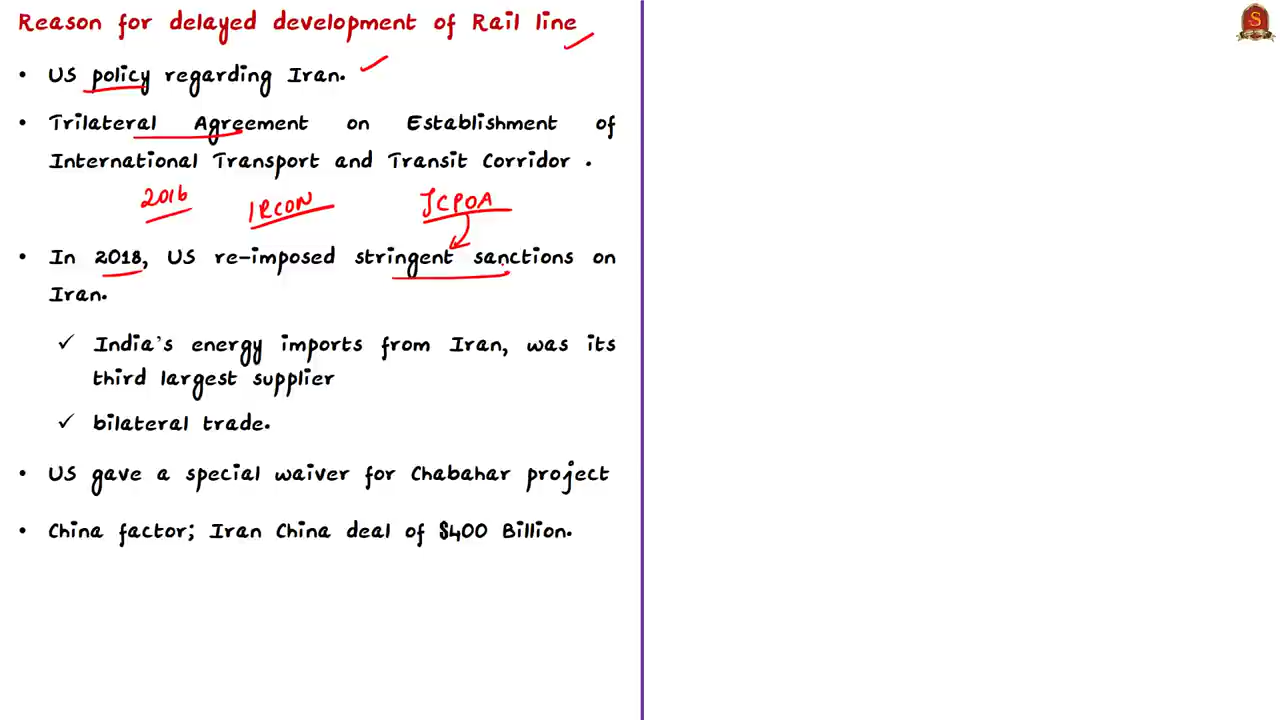 Reason for delayed development of Rail line
• US policy regarding Iran.
• Trilateral Agreement on Establishment of
International Transport and Transit Corridor .
2016 IRCON JCPOA
• In 2018, US re-imposed stringent sanctions on
Iran.
✓ India's energy imports from Iran, was its
third largest supplier
✓ bilateral trade.
• US gave a special waiver for Chabahar project
• China factor; Iran China deal of $400 Billion.
S